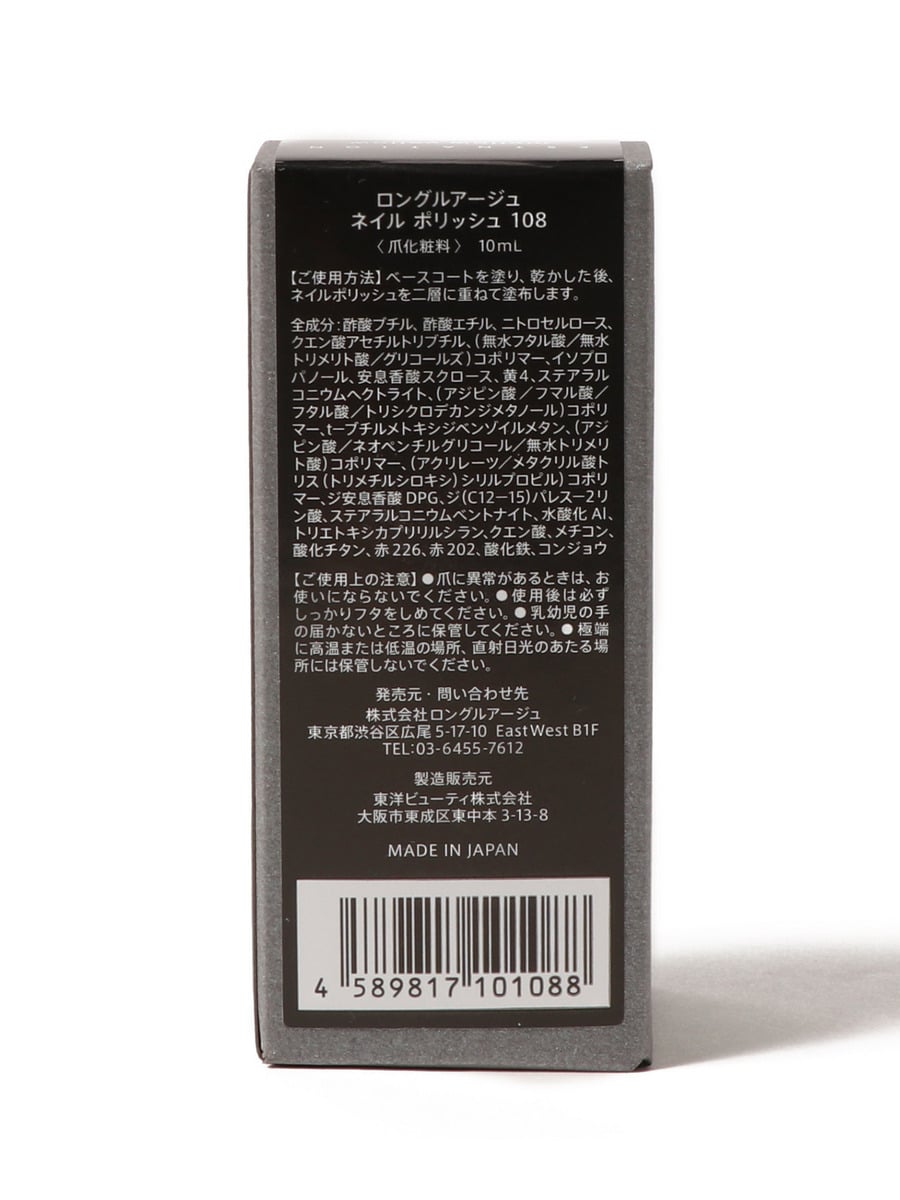 ロングルアージュ
ネイル ポリッシュ 108
〈爪化粧料〉 10mL
【ご使用方法】ベースコートを塗り、乾かした後、
ネイルポリッシュを二層に重ねて塗布します。
全成分:酢酸ブチル、酢酸エチル、ニトロセルロース、
クエン酸アセチルトリブチル、(無水フタル酸/無水
トリメリト酸/グリコールズ)コポリマー、イソプロ
パノール、安息香酸スクロース、黄4、ステアラル
コニウムヘクトライト、(アジピン酸/フマル酸/
フタル酸/トリシクロデカンジメタノール)コポリ
マー、t-ブチルメトキシジベンゾイルメタン、(アジ
ピン酸/ネオペンチルグリコール/無水トリメリ
ト酸)コポリマー、(アクリレーツ/メタクリル酸ト
リス(トリメチルシロキシ)シリルプロピル)コポリ
マー、ジ安息香酸DPG、ジ(C12-15)パレス-2リ
ン酸、ステアラルコニウムベントナイト、水酸化Al、
トリエトキシカプリリルシラン、クエン酸、メチコン、
酸化チタン、赤226、赤202、酸化鉄、コンジョウ
【ご使用上の注意】●爪に異常があるときは、お
使いにならないでください。●使用後は必ず
しっかりフタをしめてください。●乳幼児の手
の届かないところに保管してください。●極端
に高温または低温の場所、直射日光のあたる場
所には保管しないでください。
発売元・問い合わせ先
株式会社ロングルアージュ
東京都渋谷区広尾5-17-10 EastWest B1F
TEL:03-6455-7612
製造販売元
東洋ビューティ株式会社
大阪市東成区東中本3-13-8
MADE IN JAPAN
4 589817 101088